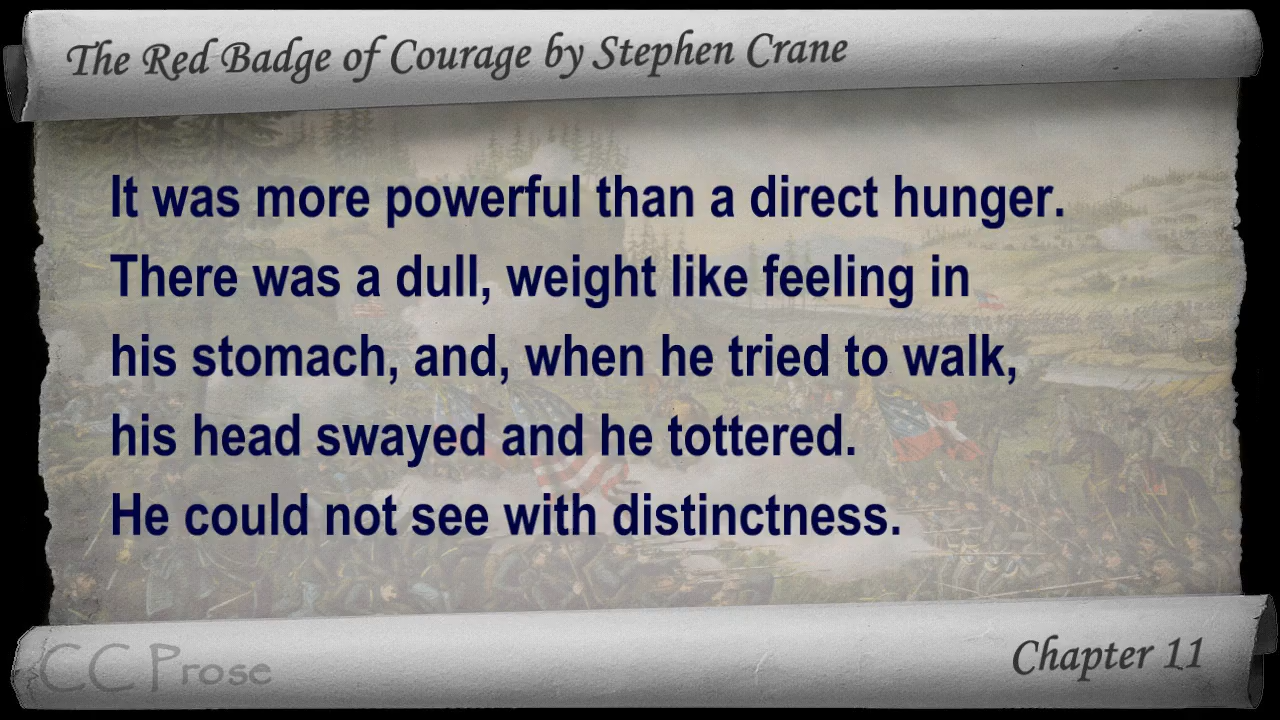 The Red Badge of Courage by Stephen Crane
It was more powerful than a direct hunger.
There was a dull, weight like feeling in
his stomach, and, when he tried to walk,
his head swayed and he tottered.
He could not see with distinctness.
CC Prose
Chapter 11